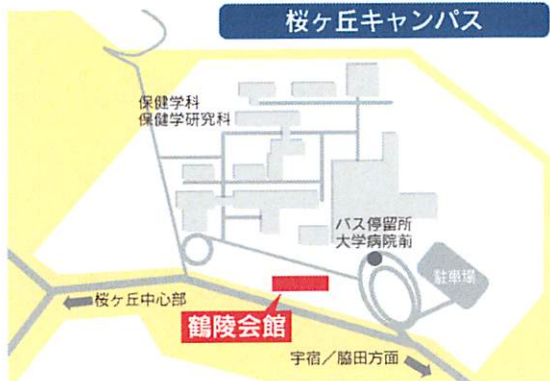 桜ヶ丘キャンパス
保健学科
保健学研究科
バス停留所
大学病院前
駐車場
桜ヶ丘中心部
鶴陵会館
宇宿／脇田方面